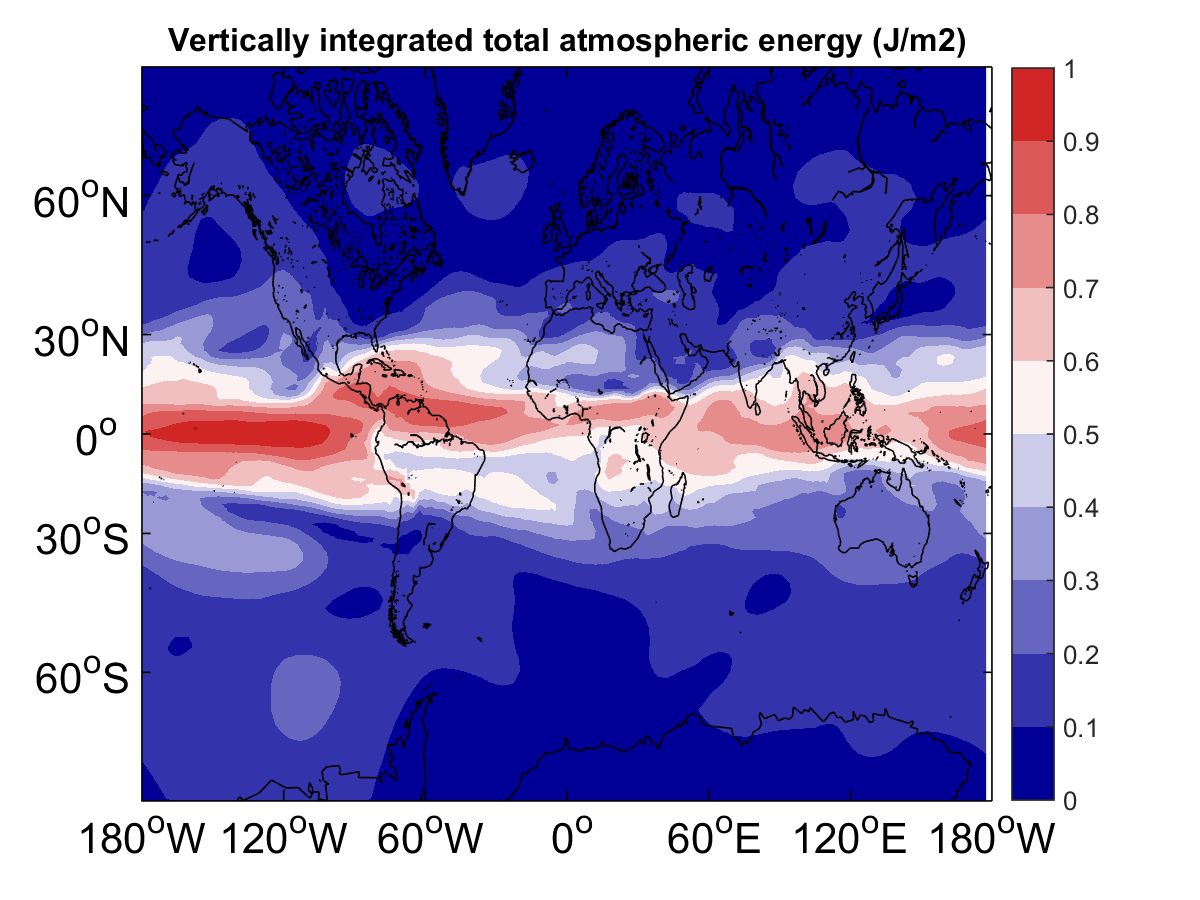 Vertically integrated total atmospheric energy (J/m2)
1
0.9
0.8
0.7
0.6
0.5
0.4
0.3
0.2
0.1
0
60°N
30°N
0°
30°S
60°S
180°W 120°W 60°W 0° 60°E 120°E 180°W